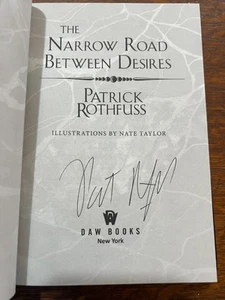 THE
NARROW ROAD
BETWEEN DESIRES
PATRICK
ROTHFUSS
ILLUSTRATIONS BY NATE TAYLOR
DAW BOOKS
New York